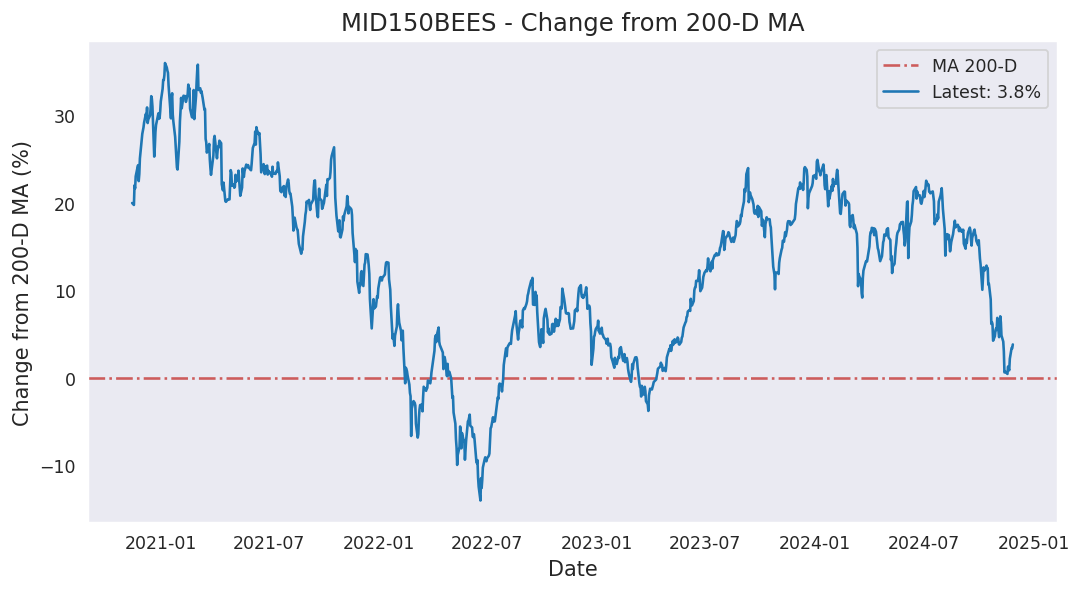 MID150BEES - Change from 200-D MA
MA 200-D
Latest: 3.8%
Change from 200-D MA (%)
30
20
10
0
−10
2021-01 2021-07 2022-01 2022-07 2023-01 2023-07 2024-01 2024-07 2025-01
Date